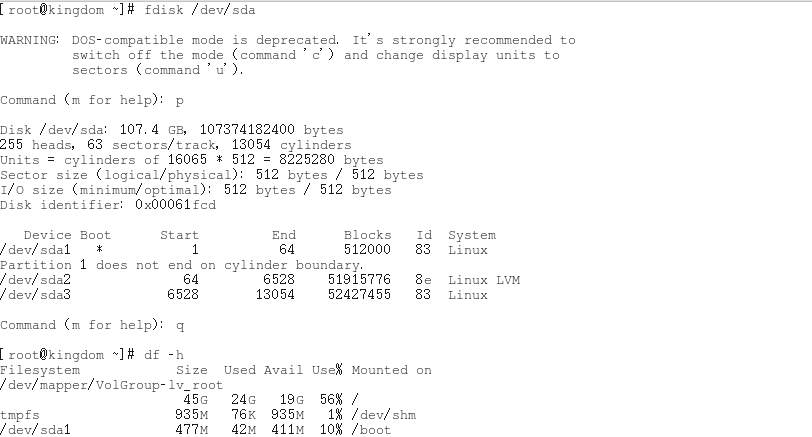 [root@kingdom ~]# fdisk /dev/sda
WARNING: DOS-compatible mode is deprecated. It's strongly recommended to
switch off the mode (command 'c') and change display units to
sectors (command 'u').
Command (m for help): p
Disk /dev/sda: 107.4 GB, 107374182400 bytes
255 heads, 63 sectors/track, 13054 cylinders
Units = cylinders of 16065 * 512 = 8225280 bytes
Sector size (logical/physical): 512 bytes / 512 bytes
I/O size (minimum/optimal): 512 bytes / 512 bytes
Disk identifier: 0x00061fcd
Device Boot Start End Blocks Id System
/dev/sda1 * 1 64 512000 83 Linux
Partition 1 does not end on cylinder boundary.
/dev/sda2 64 6528 51915776 8e Linux LVM
/dev/sda3 6528 13054 52427455 83 Linux
Command (m for help): q
[root@kingdom ~]# df -h
Filesystem Size Used Avail Use% Mounted on
/dev/mapper/VolGroup-lv_root
45G 24G 19G 56% /
tmpfs 935M 76K 935M 1% /dev/shm
/dev/sda1 477M 42M 411M 10% /boot